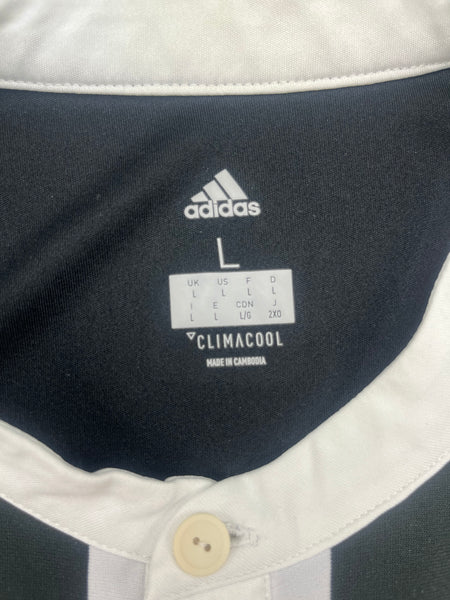 adidas
L
UK US F D
L L L L
I E CDN J
L L L/G 2XO
CLIMACOOL
MADE IN CAMBODIA